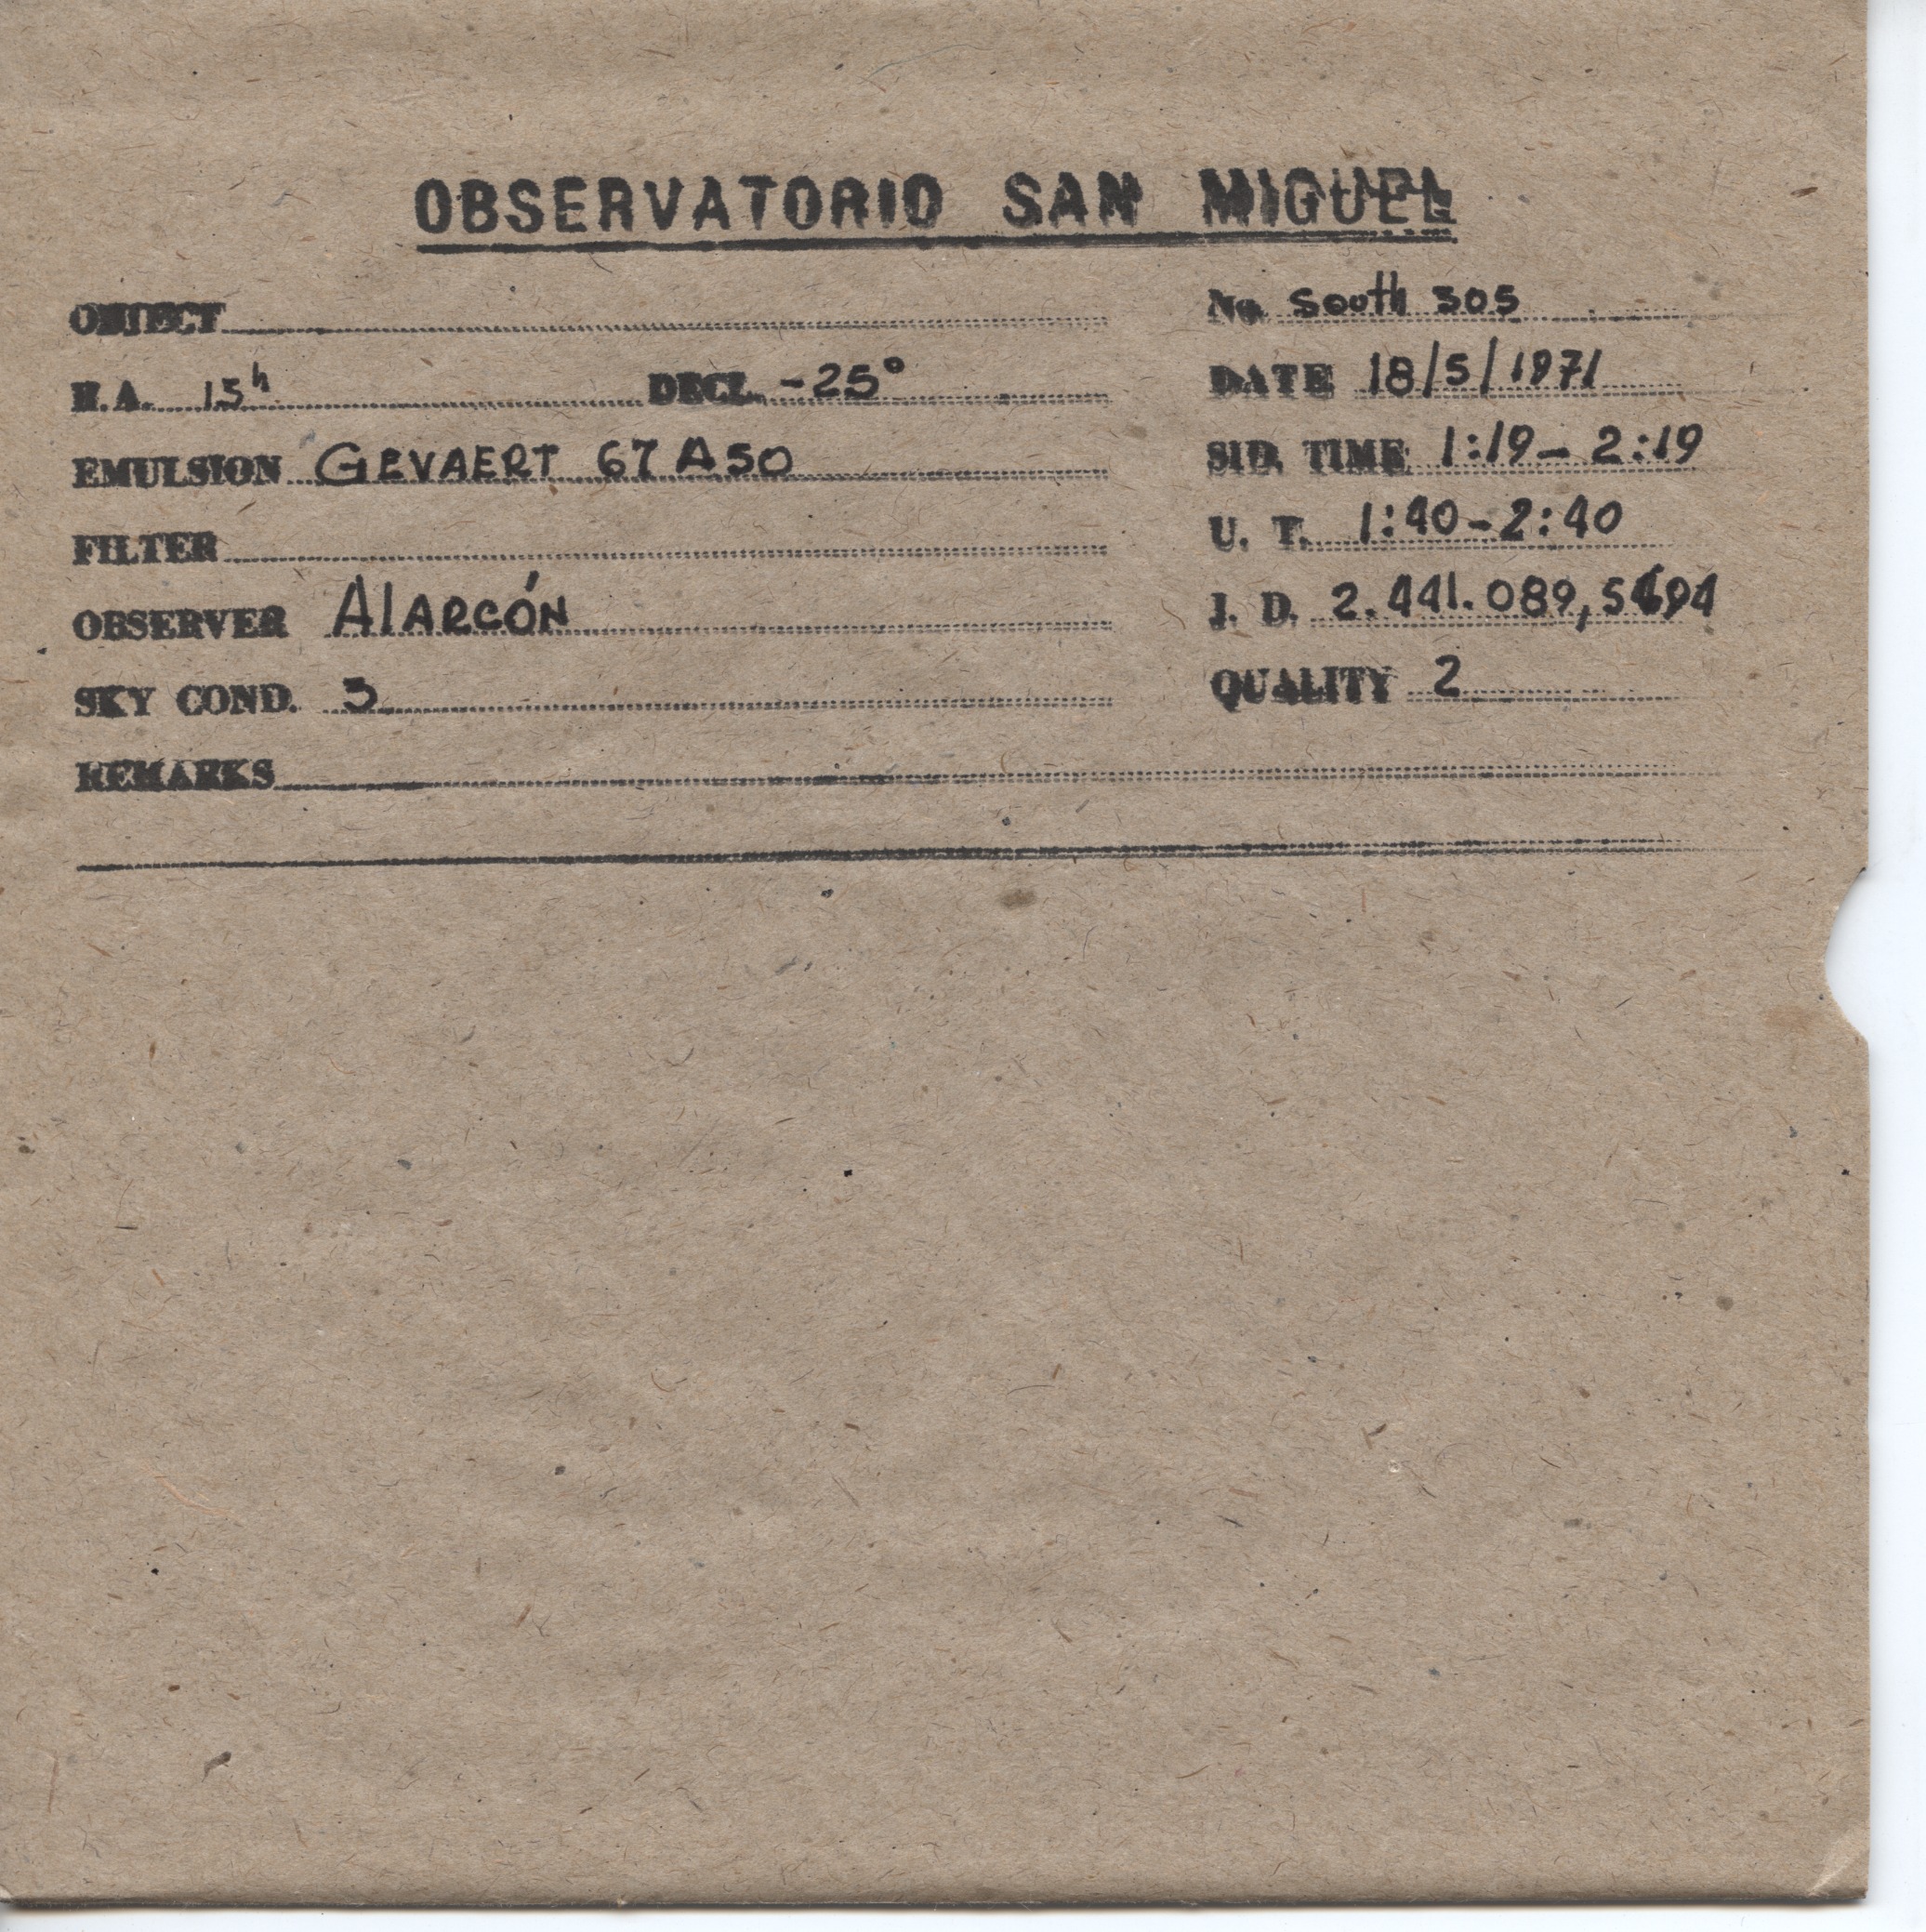 OBSERVATORIO SAN MIGUEL
OBJECT
No. South 305
R.A. 15h DECL. -25°
DATE 18/5/1971
EMULSION GEVAERT 67 A50
SID. TIME 1:19 - 2:19
FILTER
U. T. 1:40 - 2:40
OBSERVER AlARCÓN
J. D. 2.441.089,5694
SKY COND. 3
QUALITY 2
REMARKS